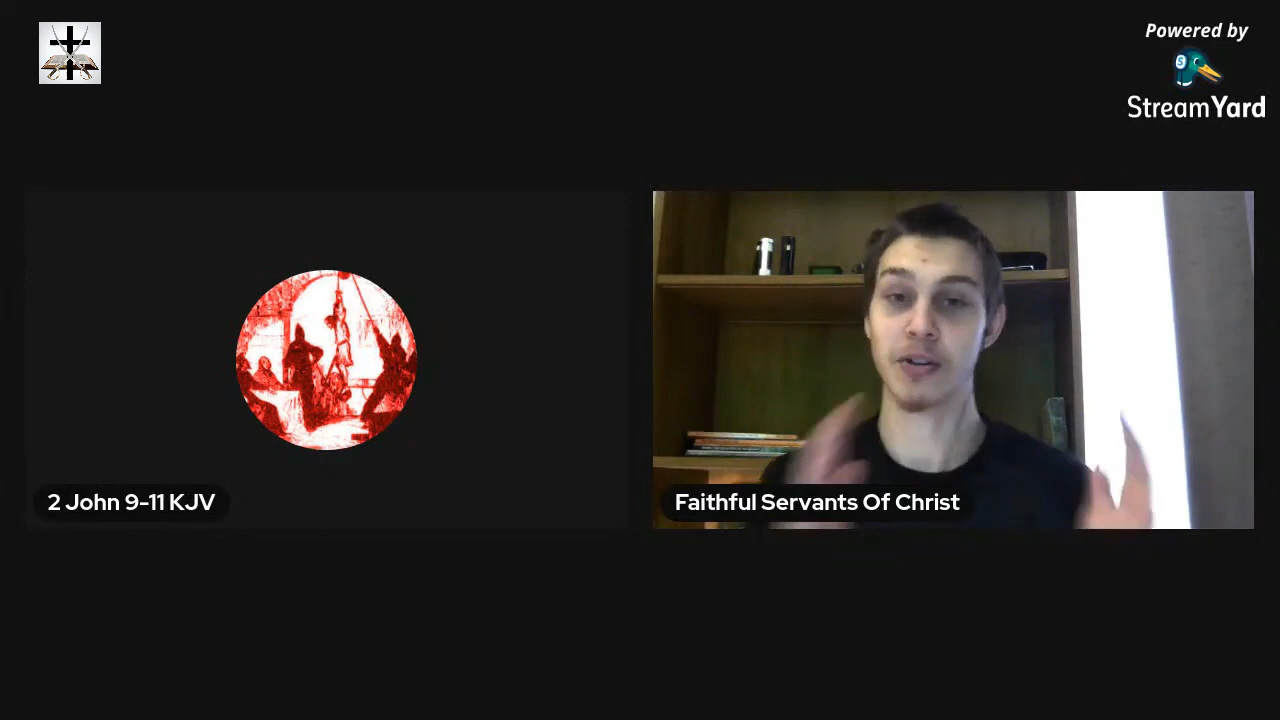 Powered by
StreamYard
2 John 9-11 KJV
Faithful Servants Of Christ